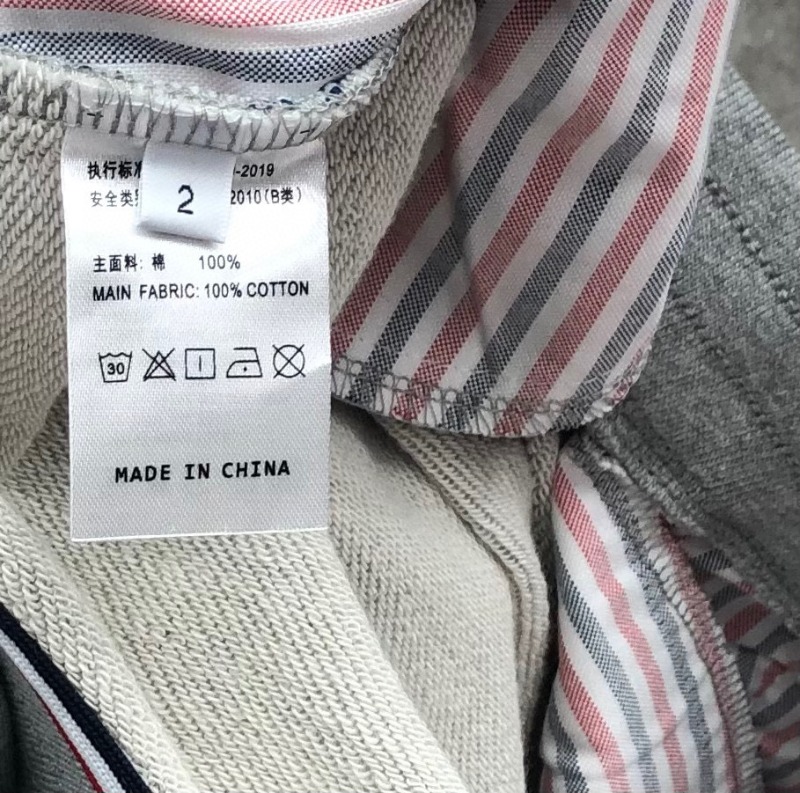 执行标准 -2019
安全类别 2010(B类)
2
主面料: 棉 100%
MAIN FABRIC: 100% COTTON
30
MADE IN CHINA